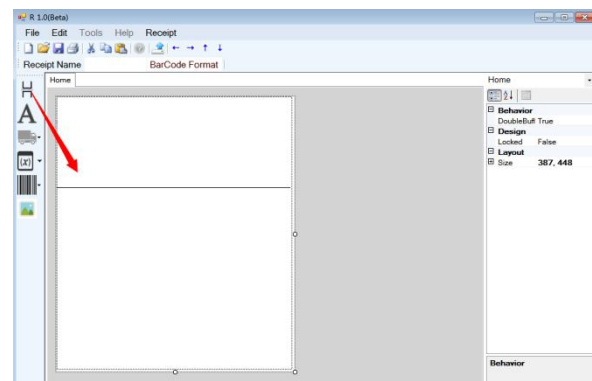 R 1.0(Beta)
File Edit Tools Help Receipt
Receipt Name BarCode Format
Home
A
(x)
Home
Behavior
DoubleBuff True
Design
Locked False
Layout
Size 387, 448
Behavior